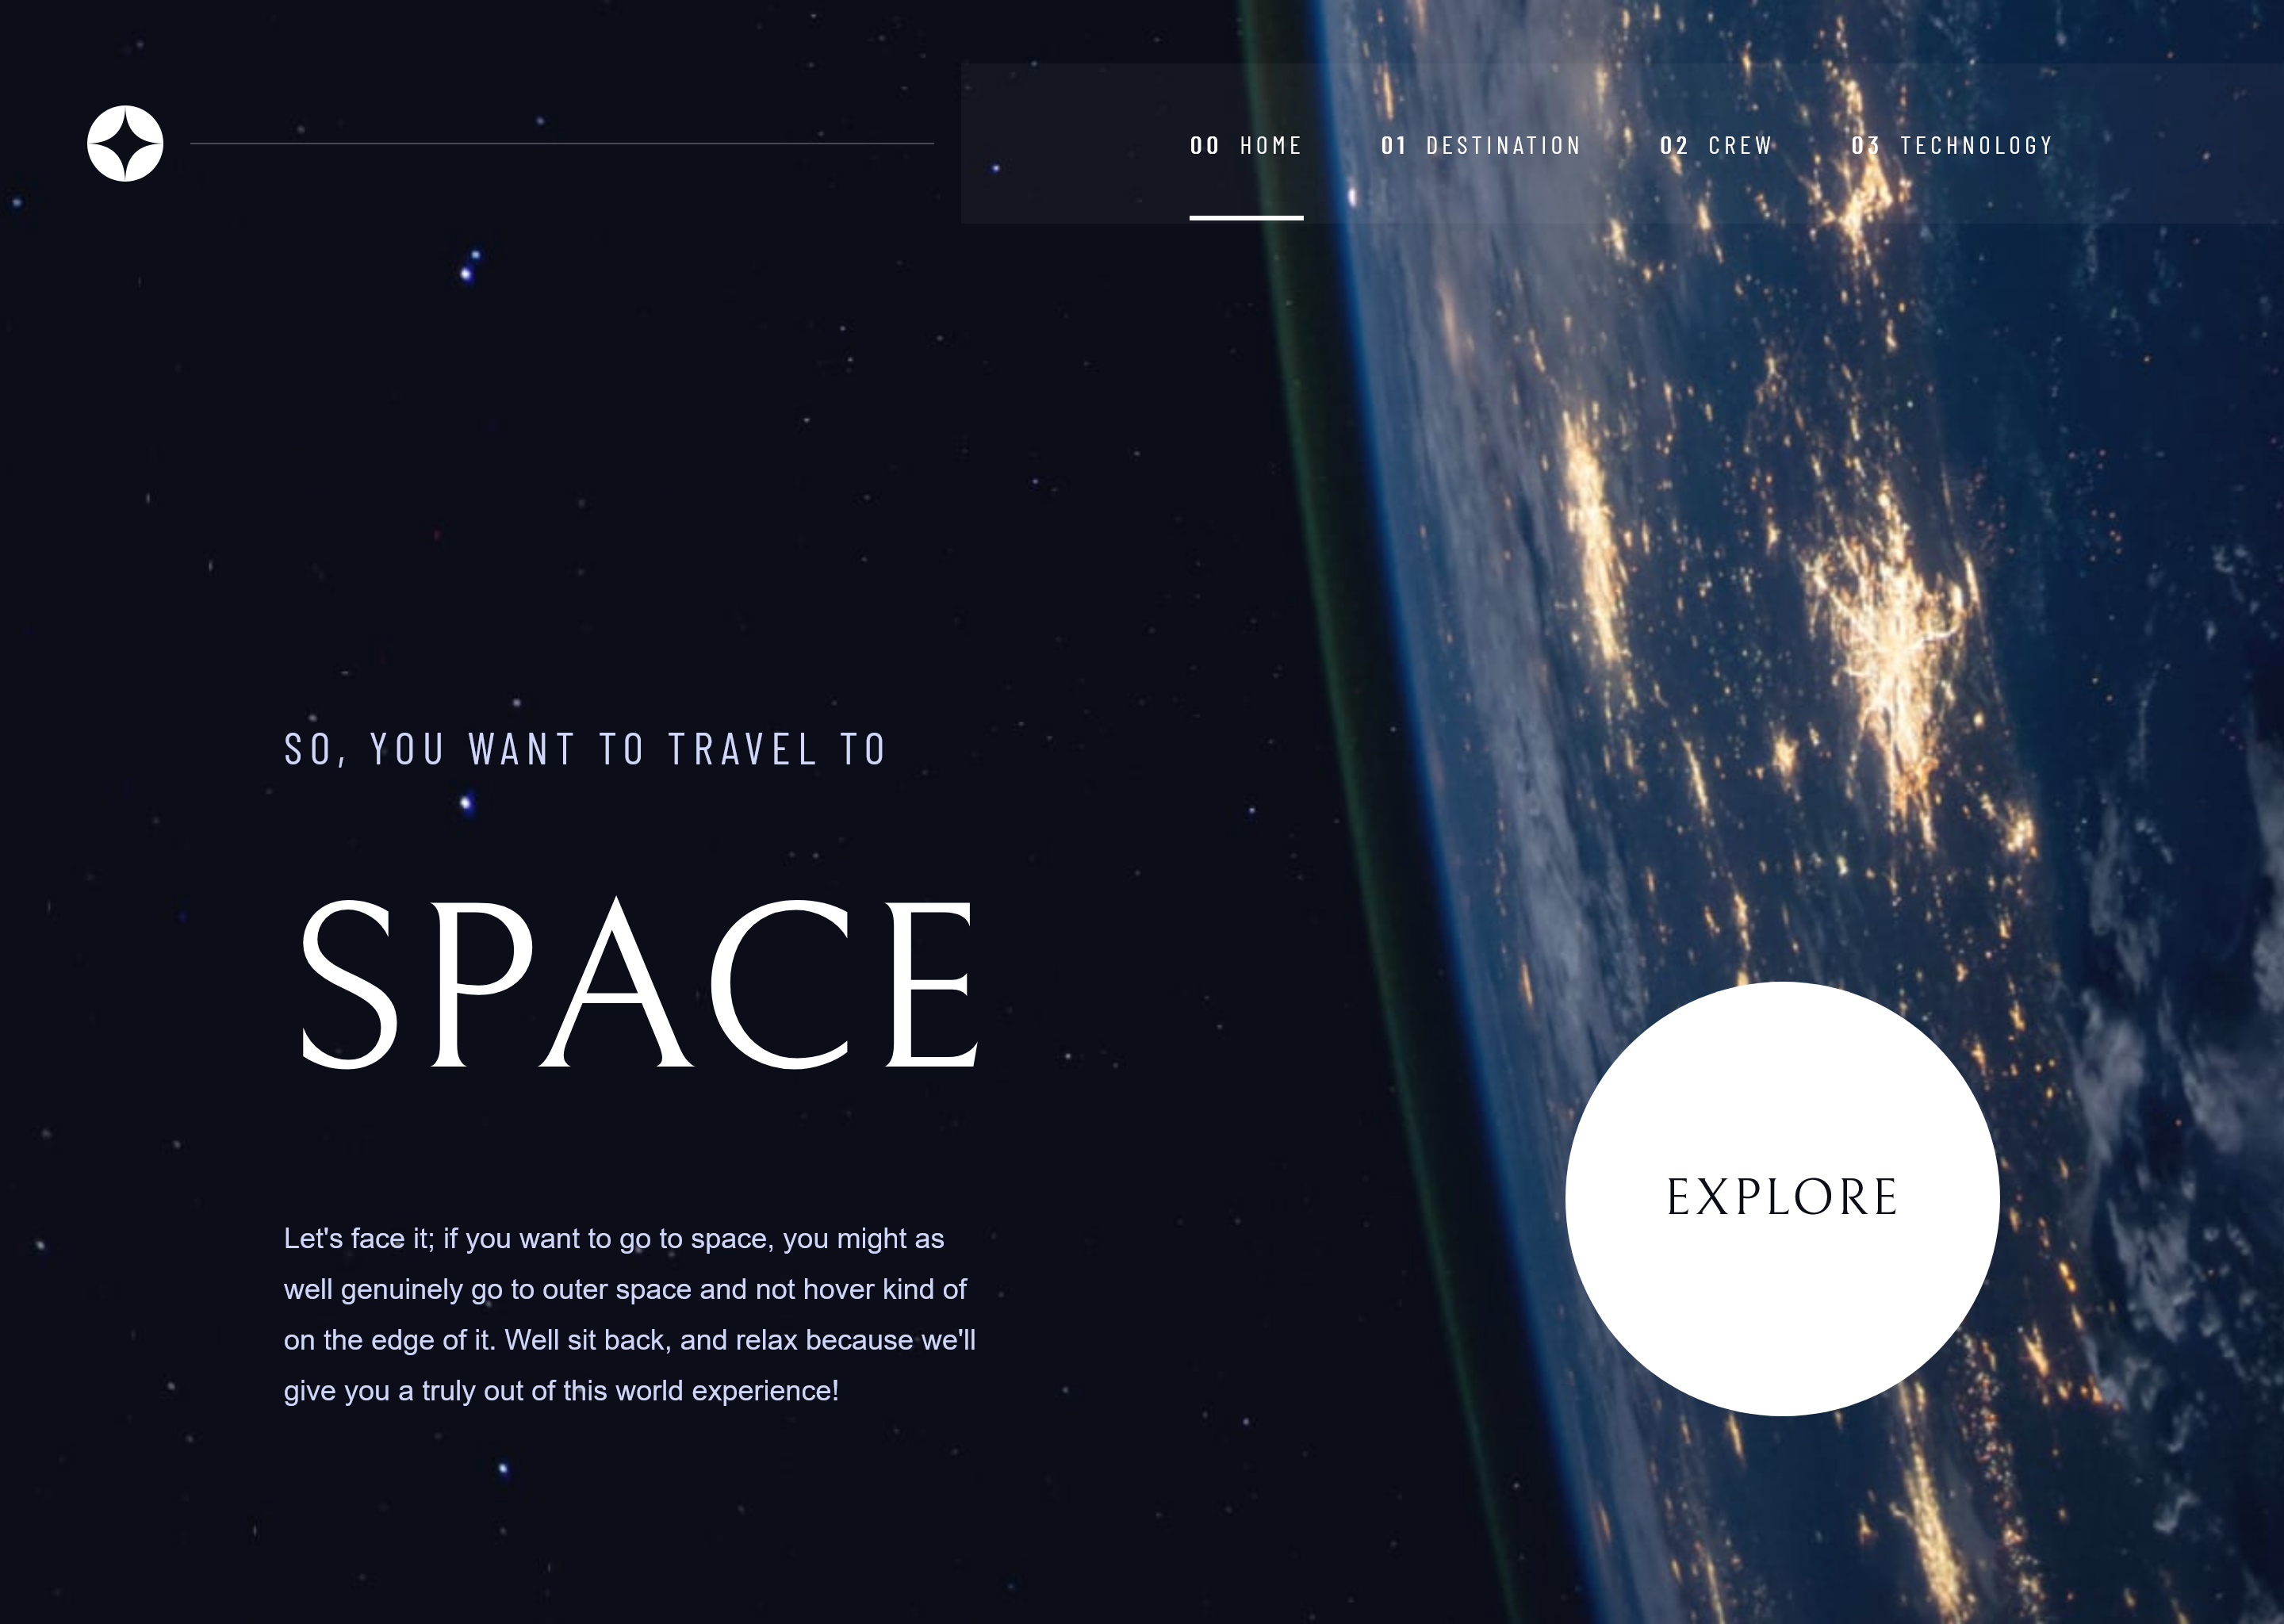 00 HOME 01 DESTINATION 02 CREW 03 TECHNOLOGY
SO, YOU WANT TO TRAVEL TO
SPACE
Let's face it; if you want to go to space, you might as
well genuinely go to outer space and not hover kind of
on the edge of it. Well sit back, and relax because we'll
give you a truly out of this world experience!
EXPLORE